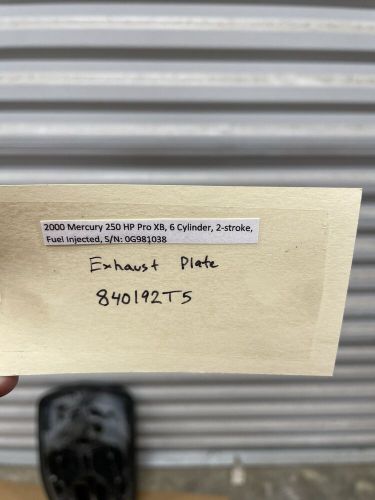 2000 Mercury 250 HP Pro XB, 6 Cylinder, 2-stroke,
Fuel Injected, S/N: 0G981038
Exhaust Plate
840192T5